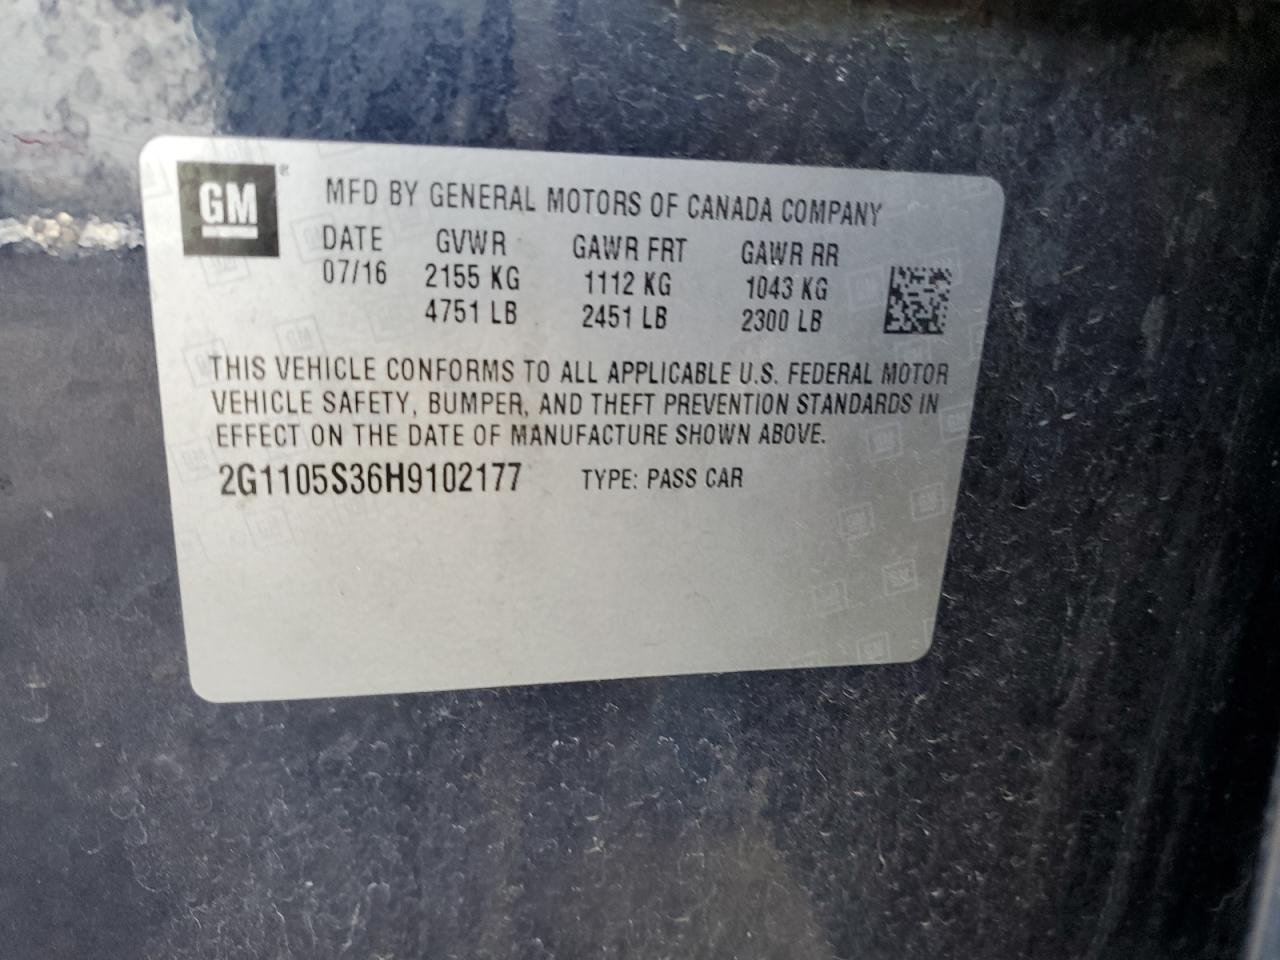 GM
MFD BY GENERAL MOTORS OF CANADA COMPANY
DATE GVWR GAWR FRT GAWR RR
07/16 2155 KG 1112 KG 1043 KG
4751 LB 2451 LB 2300 LB
THIS VEHICLE CONFORMS TO ALL APPLICABLE U.S. FEDERAL MOTOR
VEHICLE SAFETY, BUMPER, AND THEFT PREVENTION STANDARDS IN
EFFECT ON THE DATE OF MANUFACTURE SHOWN ABOVE.
2G1105S36H9102177 TYPE: PASS CAR